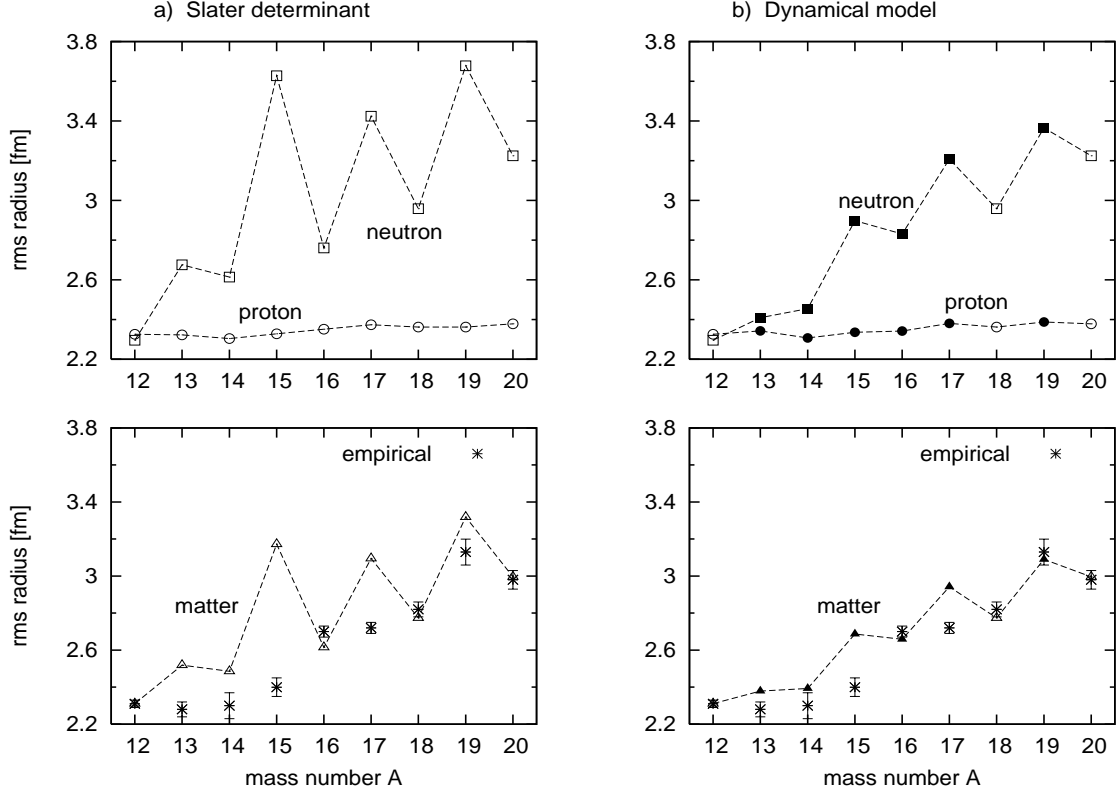 a) Slater determinant
3.8
3.4
3
2.6
2.2
rms radius [fm]
neutron
proton
12 13 14 15 16 17 18 19 20
b) Dynamical model
3.8
3.4
3
2.6
2.2
neutron
proton
12 13 14 15 16 17 18 19 20
3.8
3.4
3
2.6
2.2
rms radius [fm]
empirical
matter
12 13 14 15 16 17 18 19 20
mass number A
3.8
3.4
3
2.6
2.2
empirical
matter
12 13 14 15 16 17 18 19 20
mass number A